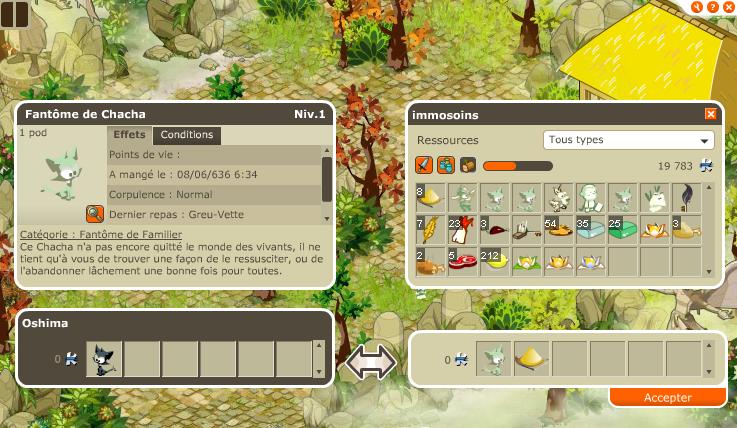 Fantôme de Chacha Niv.1
1 pod
Effets Conditions
Points de vie :
A mangé le : 08/06/636 6:34
Corpulence : Normal
Dernier repas : Greu-Vette
Catégorie : Fantôme de Familier
Ce Chacha n'a pas encore quitté le monde des vivants, il ne
tient qu'à vous de trouver une façon de le ressusciter, ou de
l'abandonner lâchement une bonne fois pour toutes.
immosoins
Ressources Tous types
19 783
8
7 23 3 54 35 25 3
2 5 212
Oshima
0
0
Accepter